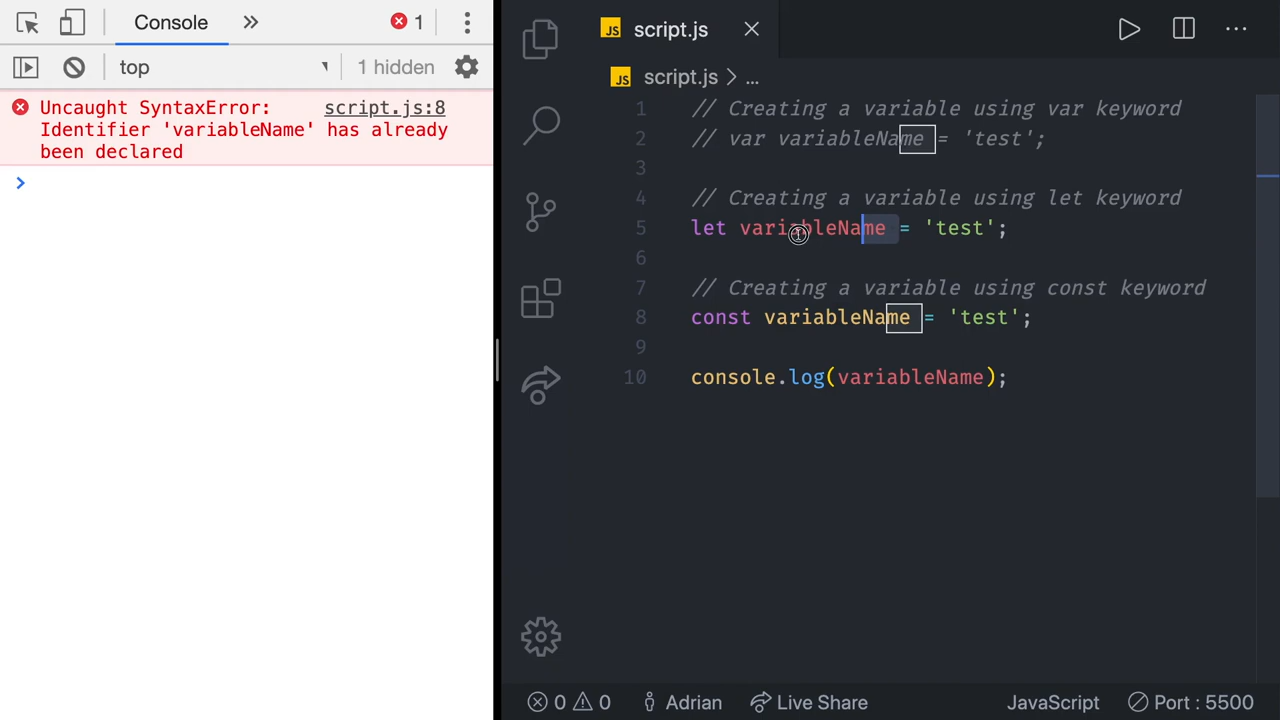 Console
1
top
1 hidden
Uncaught SyntaxError: script.js:8
Identifier 'variableName' has already
been declared
JS script.js
JS script.js > ...
1 // Creating a variable using var keyword
2 // var variableName = 'test';
3
4 // Creating a variable using let keyword
5 let variableName = 'test';
6
7 // Creating a variable using const keyword
8 const variableName = 'test';
9
10 console.log(variableName);
0 0 Adrian Live Share JavaScript Port : 5500